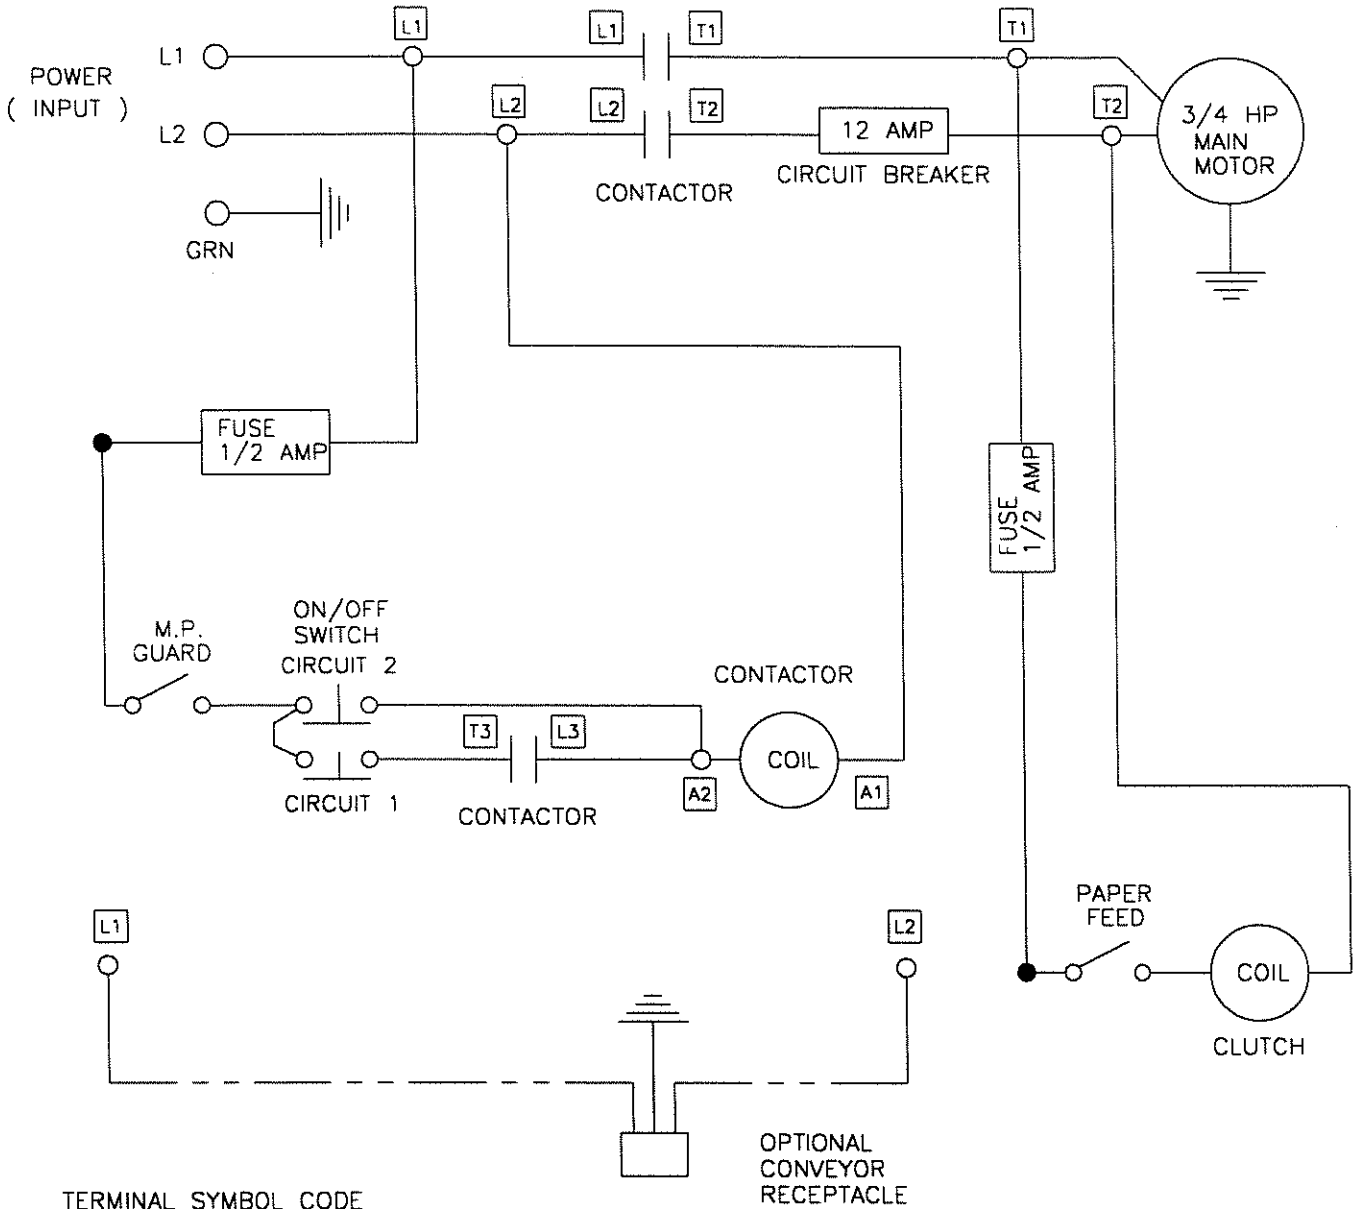 L1
L1
T1
T1
L1
POWER
( INPUT )
L2
L2
T2
T2
L2
12 AMP
3/4 HP
MAIN
MOTOR
CIRCUIT BREAKER
CONTACTOR
GRN
FUSE
1/2 AMP
FUSE
1/2 AMP
ON/OFF
SWITCH
CIRCUIT 2
M.P.
GUARD
CONTACTOR
T3
L3
COIL
A2
A1
CIRCUIT 1
CONTACTOR
PAPER
FEED
L1
L2
COIL
CLUTCH
OPTIONAL
CONVEYOR
RECEPTACLE
TERMINAL SYMBOL CODE